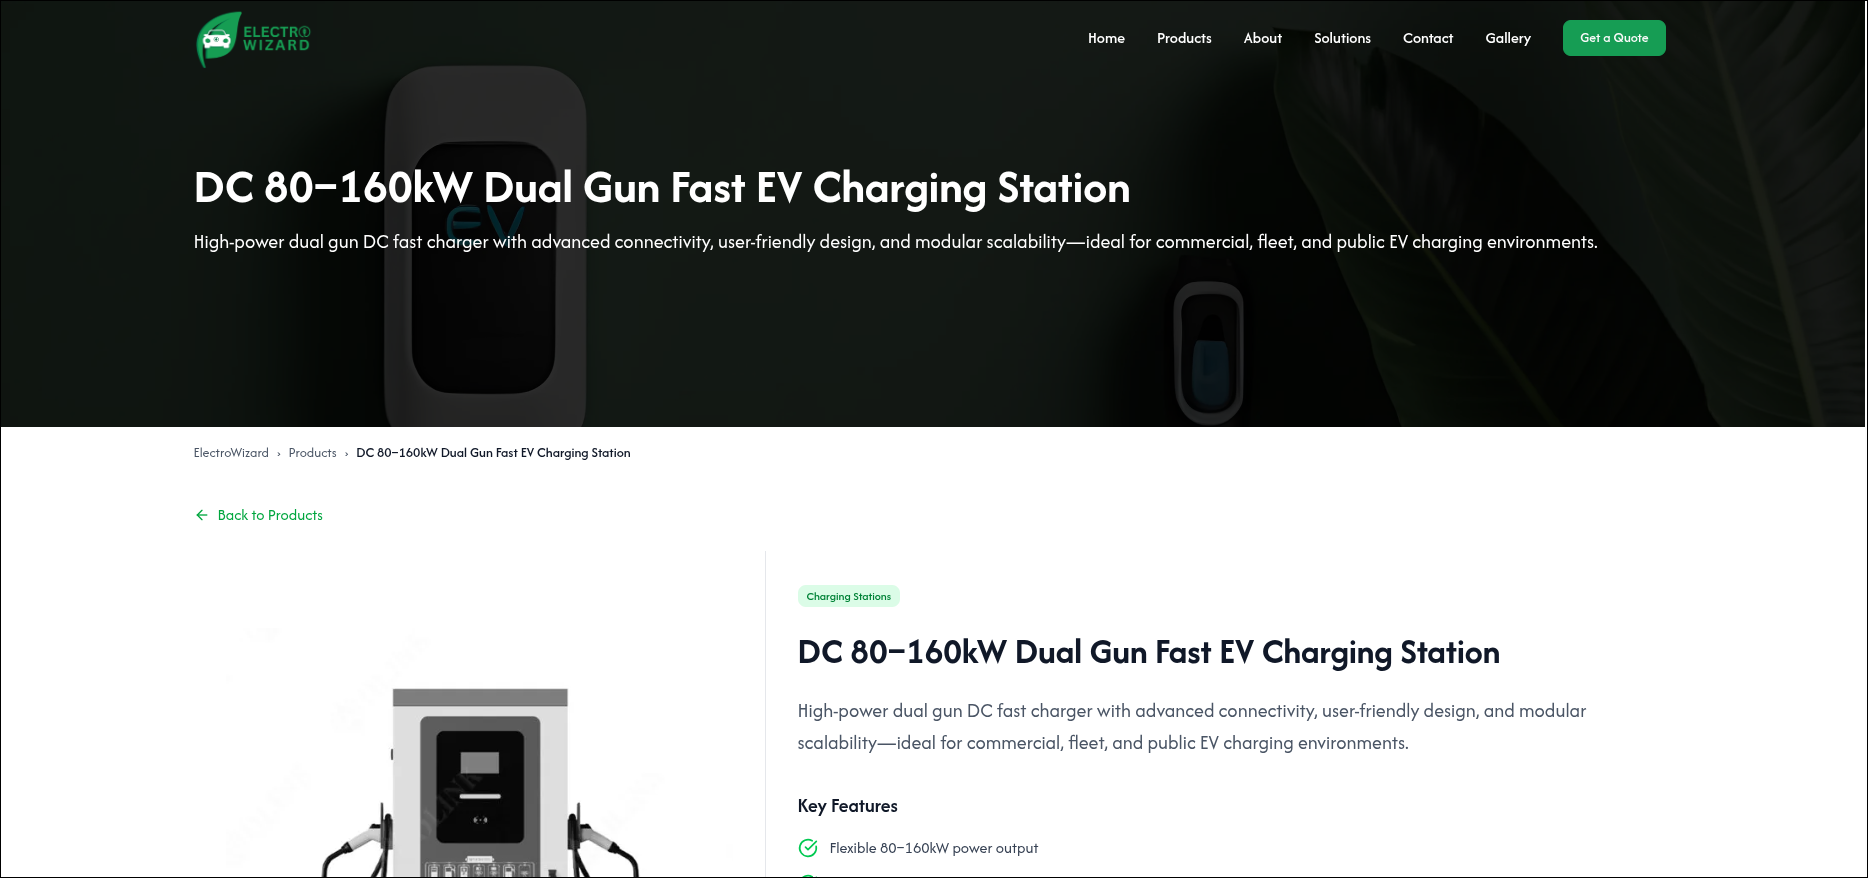 ELECTRO
WIZARD
Home
Products
About
Solutions
Contact
Gallery
Get a Quote
DC 80–160kW Dual Gun Fast EV Charging Station
EV
High-power dual gun DC fast charger with advanced connectivity, user-friendly design, and modular scalability—ideal for commercial, fleet, and public EV charging environments.
ElectroWizard › Products › DC 80–160kW Dual Gun Fast EV Charging Station
Back to Products
Charging Stations
DC 80–160kW Dual Gun Fast EV Charging Station
High-power dual gun DC fast charger with advanced connectivity, user-friendly design, and modular
scalability—ideal for commercial, fleet, and public EV charging environments.
Key Features
Flexible 80–160kW power output